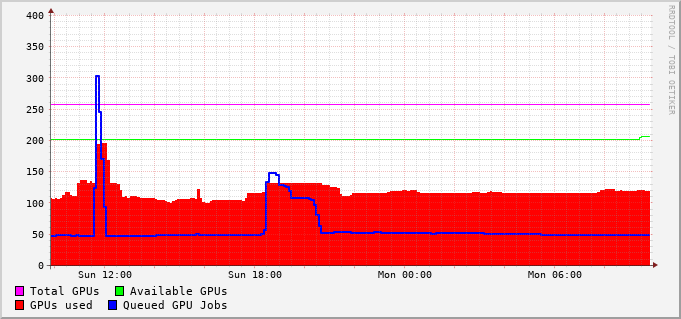 400
350
300
250
200
150
100
50
0
Sun 12:00 Sun 18:00 Mon 00:00 Mon 06:00
Total GPUs Available GPUs
GPUs used Queued GPU Jobs
RRDTOOL / TOBI OETIKER